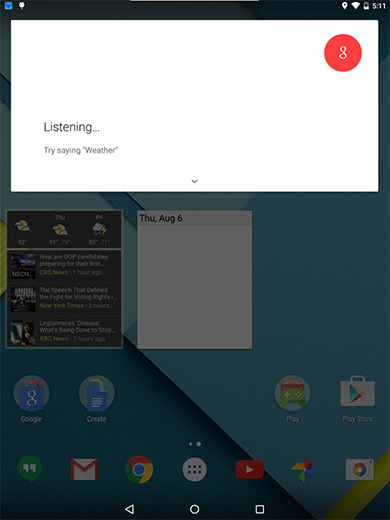 5:11
g
Listening...
Try saying "Weather"
Thu, Aug 6
Thu
Fri
92°
91° 79°
85° 71°
How are GOP candidates
preparing for their first...
CBS News - 1 hour ago
NBCN
The Speech That Defined
the Fight for Voting Rights i...
New York Times - 2 hours ago
Legionnaires' Disease:
What's Being Done to Stop...
ABC News - 2 hours ago
g
Google
Create
Play
Play Store